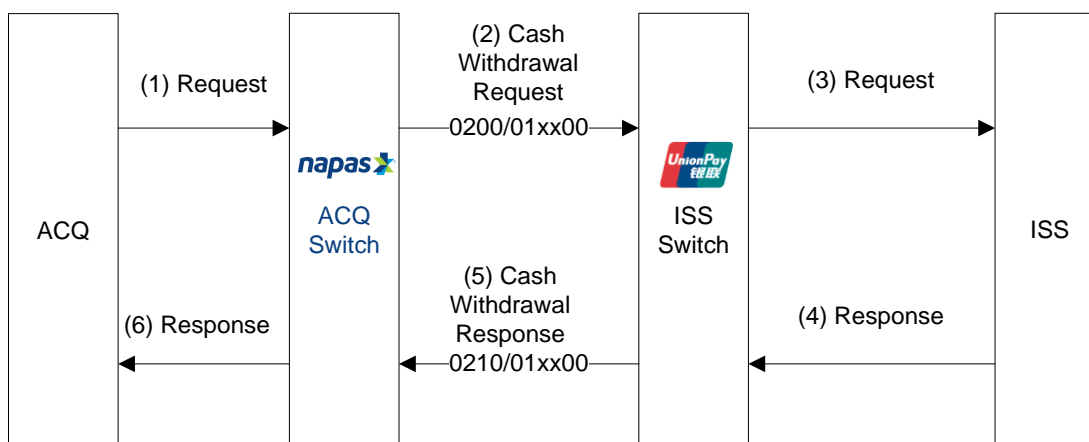 (2) Cash
Withdrawal
Request
(1) Request
(3) Request
0200/01xx00
napas
UnionPay
银联
ACQ
ACQ
Switch
ISS
Switch
ISS
(5) Cash
Withdrawal
Response
(6) Response
(4) Response
0210/01xx00